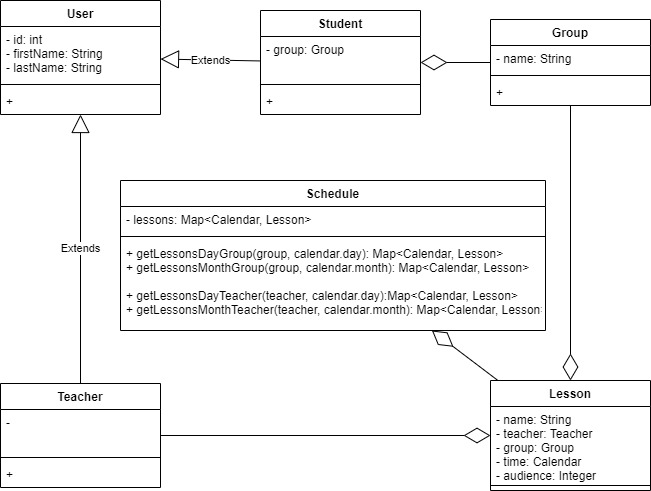 User
- id: int
- firstName: String
- lastName: String
+
Student
- group: Group
+
Group
- name: String
+
Extends
Extends
Schedule
- lessons: Map<Calendar, Lesson>
+ getLessonsDayGroup(group, calendar.day): Map<Calendar, Lesson>
+ getLessonsMonthGroup(group, calendar.month): Map<Calendar, Lesson>
+ getLessonsDayTeacher(teacher, calendar.day):Map<Calendar, Lesson>
+ getLessonsMonthTeacher(teacher, calendar.month): Map<Calendar, Lesson
Teacher
-
+
Lesson
- name: String
- teacher: Teacher
- group: Group
- time: Calendar
- audience: Integer